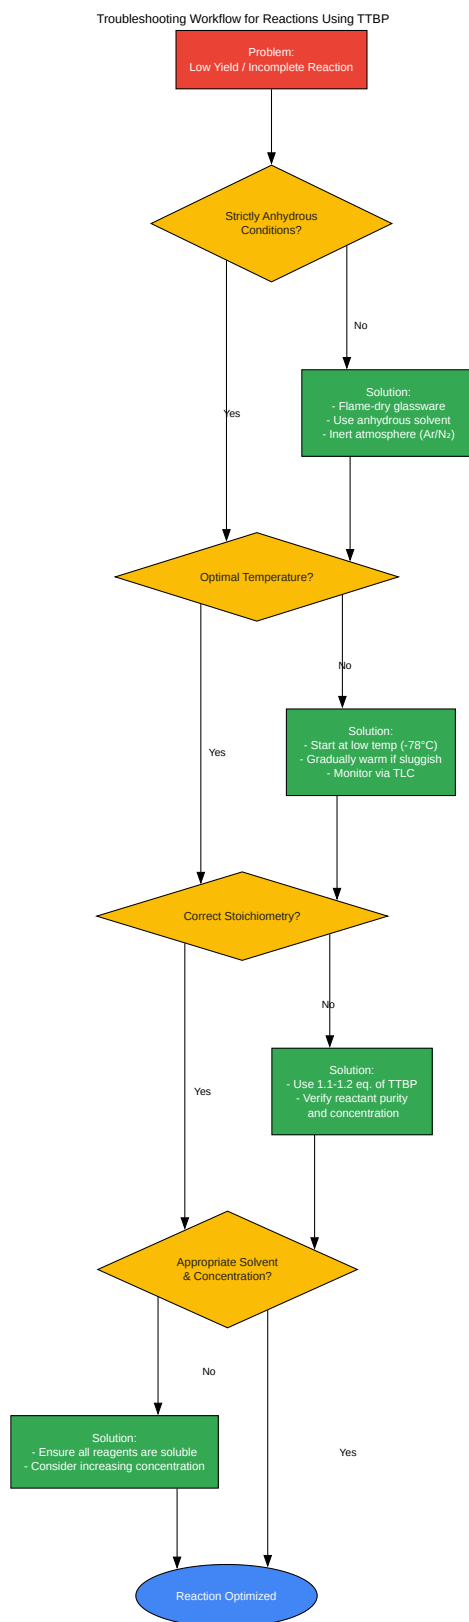 Troubleshooting Workflow for Reactions Using TTBP
Problem:
Low Yield / Incomplete Reaction
Strictly Anhydrous
Conditions?
No
Solution:
- Flame-dry glassware
- Use anhydrous solvent
- Inert atmosphere (Ar/N₂)
Yes
Optimal Temperature?
No
Solution:
- Start at low temp (-78°C)
- Gradually warm if sluggish
- Monitor via TLC
Yes
Correct Stoichiometry?
No
Solution:
- Use 1.1-1.2 eq. of TTBP
- Verify reactant purity
and concentration
Yes
Appropriate Solvent
& Concentration?
No
Solution:
- Ensure all reagents are soluble
- Consider increasing concentration
Yes
Reaction Optimized